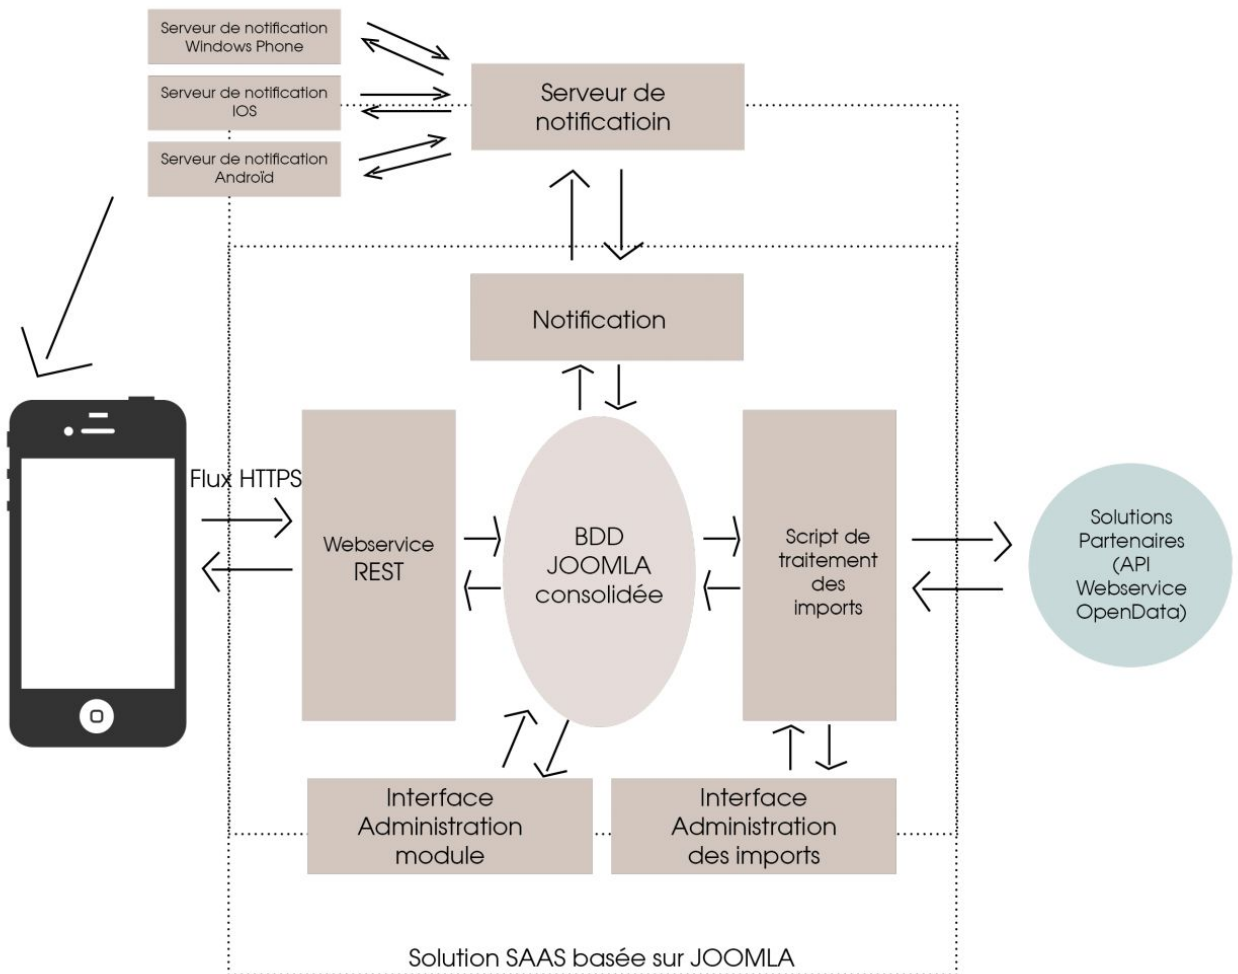 Serveur de notification
Windows Phone
Serveur de notification
IOS
Serveur de notification
Androïd
Serveur de
notificatioin
Notification
Flux HTTPS
Webservice
REST
BDD
JOOMLA
consolidée
Script de
traitement
des
imports
Solutions
Partenaires
(API
Webservice
OpenData)
Interface
Administration
module
Interface
Administration
des imports
Solution SAAS basée sur JOOMLA